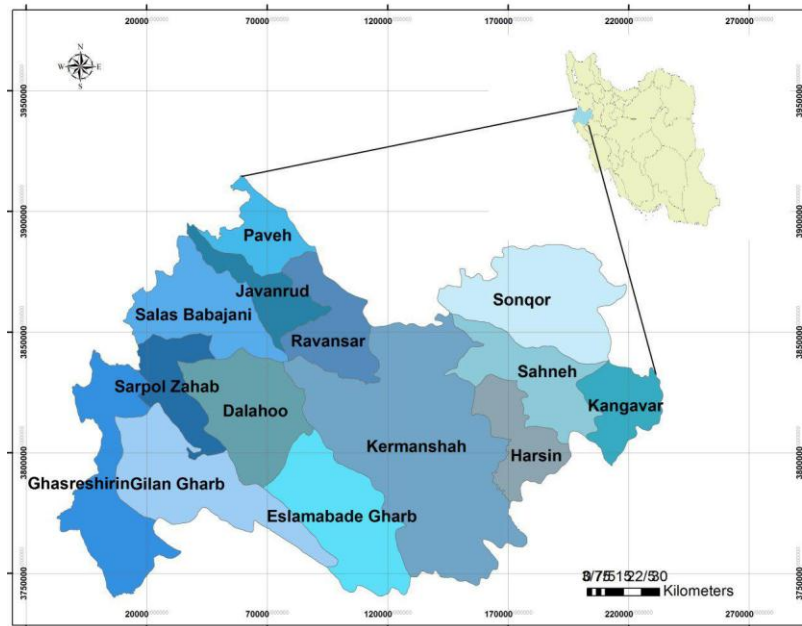 20000 70000 120000 170000 220000 270000
N
W E
S
3950000 3950000
3900000 3900000
Paveh
Javanrud
Sonqor
Salas Babajani
3850000 3850000
Ravansar
Sahneh
Sarpol Zahab
Dalahoo
Kangavar
Kermanshah
Harsin
3800000 3800000
Ghasreshirin
Gilan Gharb
Eslamabade Gharb
3750000 3750000
Kilometers
20000 70000 120000 170000 220000 270000